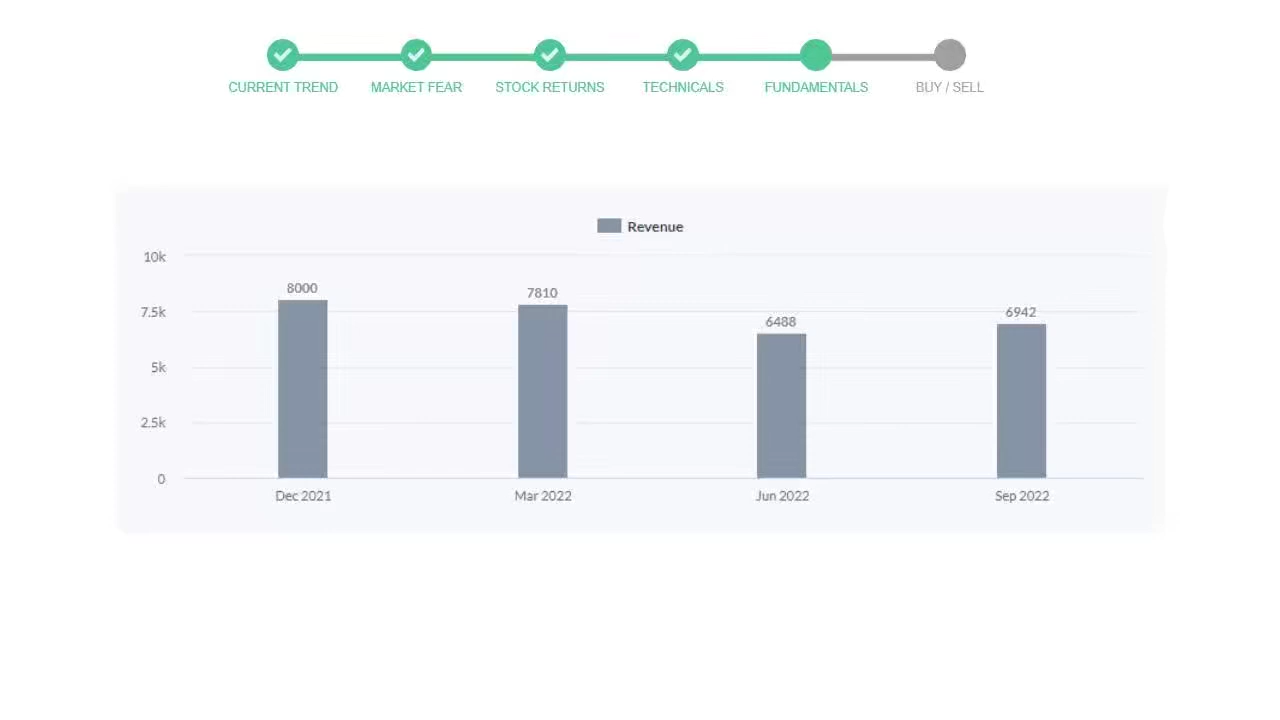 CURRENT TREND MARKET FEAR STOCK RETURNS TECHNICALS FUNDAMENTALS BUY / SELL
Revenue
10k
8000 7810 6488 6942
7.5k
5k
2.5k
0
Dec 2021 Mar 2022 Jun 2022 Sep 2022